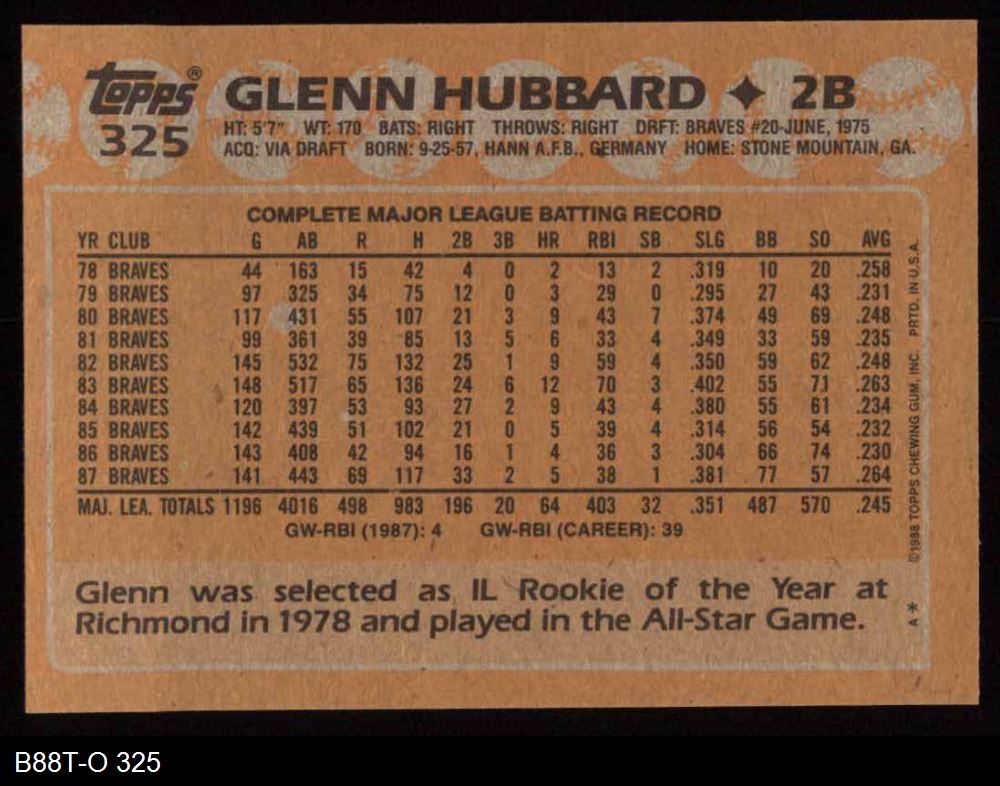 topps® GLENN HUBBARD ✦ 2B
325 HT: 5'7" WT: 170 BATS: RIGHT THROWS: RIGHT DRFT: BRAVES #20-JUNE, 1975
ACQ: VIA DRAFT BORN: 9-25-57, HANN A.F.B., GERMANY HOME: STONE MOUNTAIN, GA.
COMPLETE MAJOR LEAGUE BATTING RECORD
YR CLUB G AB R H 2B 3B HR RBI SB SLG BB SO AVG
78 BRAVES 44 163 15 42 4 0 2 13 2 .319 10 20 .258
79 BRAVES 97 325 34 75 12 0 3 29 0 .295 27 43 .231
80 BRAVES 117 431 55 107 21 3 9 43 7 .374 49 69 .248
81 BRAVES 99 361 39 85 13 5 6 33 4 .349 33 59 .235
82 BRAVES 145 532 75 132 25 1 9 59 4 .350 59 62 .248
83 BRAVES 148 517 65 136 24 6 12 70 3 .402 55 71 .263
84 BRAVES 120 397 53 93 27 2 9 43 4 .380 55 61 .234
85 BRAVES 142 439 51 102 21 0 5 39 4 .314 56 54 .232
86 BRAVES 143 408 42 94 16 1 4 36 3 .304 66 74 .230
87 BRAVES 141 443 69 117 33 2 5 38 1 .381 77 57 .264
MAJ. LEA. TOTALS 1196 4016 498 983 196 20 64 403 32 .351 487 570 .245
GW-RBI (1987): 4 GW-RBI (CAREER): 39
Glenn was selected as IL Rookie of the Year at
Richmond in 1978 and played in the All-Star Game.
©1988 TOPPS CHEWING GUM, INC. PRTD. IN U.S.A.
A*
B88T-O 325